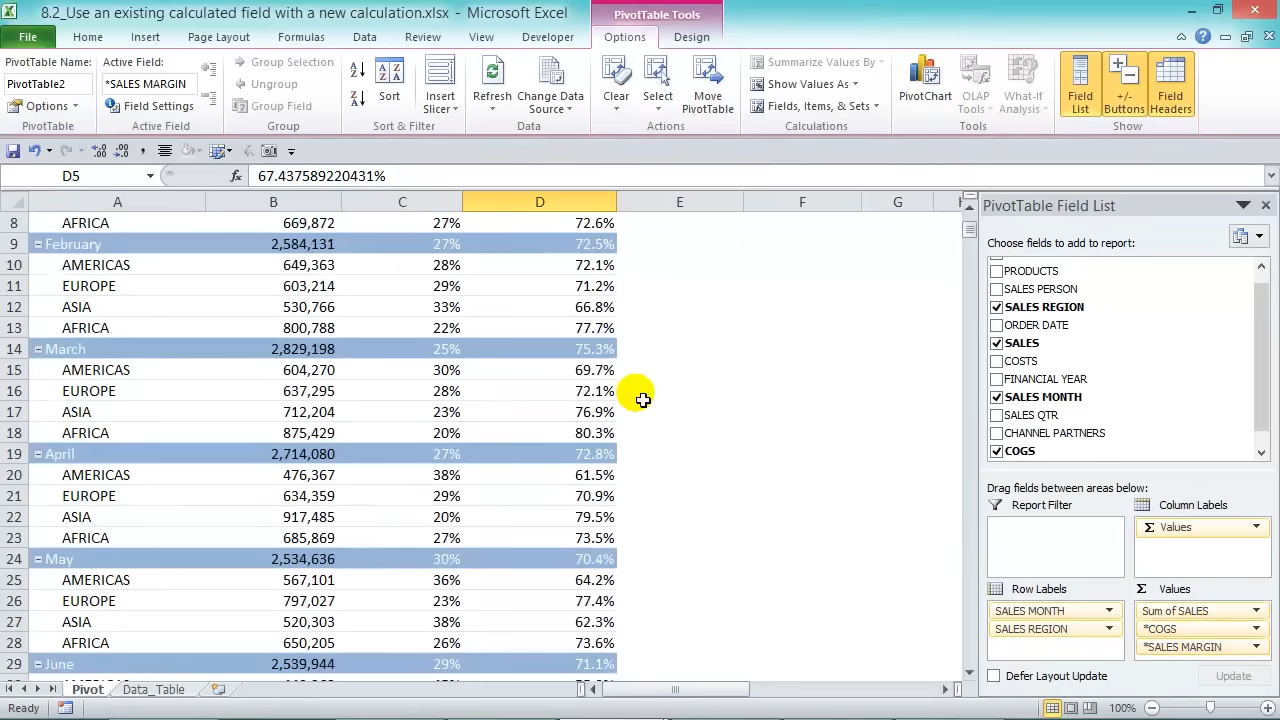 8.2_Use an existing calculated field with a new calculation.xlsx - Microsoft Excel
PivotTable Tools
File Home Insert Page Layout Formulas Data Review View Developer Options Design
PivotTable Name: Active Field: Group Selection Summarize Values By
PivotTable2 *SALES MARGIN Ungroup Sort Insert Slicer Refresh Change Data Source Clear Select Move PivotTable Show Values As PivotChart OLAP Tools What-If Analysis Field List +/- Buttons Field Headers
Options Field Settings Group Field Fields, Items, & Sets
PivotTable Active Field Group Sort & Filter Data Actions Calculations Tools Show
D5 fx 67.437589220431%
A B C D E F G
8 AFRICA 669,872 27% 72.6%
9 February 2,584,131 27% 72.5%
10 AMERICAS 649,363 28% 72.1%
11 EUROPE 603,214 29% 71.2%
12 ASIA 530,766 33% 66.8%
13 AFRICA 800,788 22% 77.7%
14 March 2,829,198 25% 75.3%
15 AMERICAS 604,270 30% 69.7%
16 EUROPE 637,295 28% 72.1%
17 ASIA 712,204 23% 76.9%
18 AFRICA 875,429 20% 80.3%
19 April 2,714,080 27% 72.8%
20 AMERICAS 476,367 38% 61.5%
21 EUROPE 634,359 29% 70.9%
22 ASIA 917,485 20% 79.5%
23 AFRICA 685,869 27% 73.5%
24 May 2,534,636 30% 70.4%
25 AMERICAS 567,101 36% 64.2%
26 EUROPE 797,027 23% 77.4%
27 ASIA 520,303 38% 62.3%
28 AFRICA 650,205 26% 73.6%
29 June 2,539,944 29% 71.1%
PivotTable Field List
Choose fields to add to report:
PRODUCTS
SALES PERSON
SALES REGION
ORDER DATE
SALES
COSTS
FINANCIAL YEAR
SALES MONTH
SALES QTR
CHANNEL PARTNERS
COGS
Drag fields between areas below:
Report Filter Column Labels
Σ Values
Row Labels Σ Values
SALES MONTH Sum of SALES
SALES REGION *COGS
*SALES MARGIN
Defer Layout Update Update
Pivot Data_Table
Ready 100%